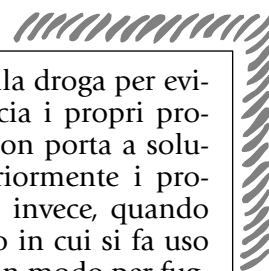 lla droga per evi-
cia i propri pro-
on porta a solu-
riormente i pro-
invece, quando
o in cui si fa uso
n modo per fug-